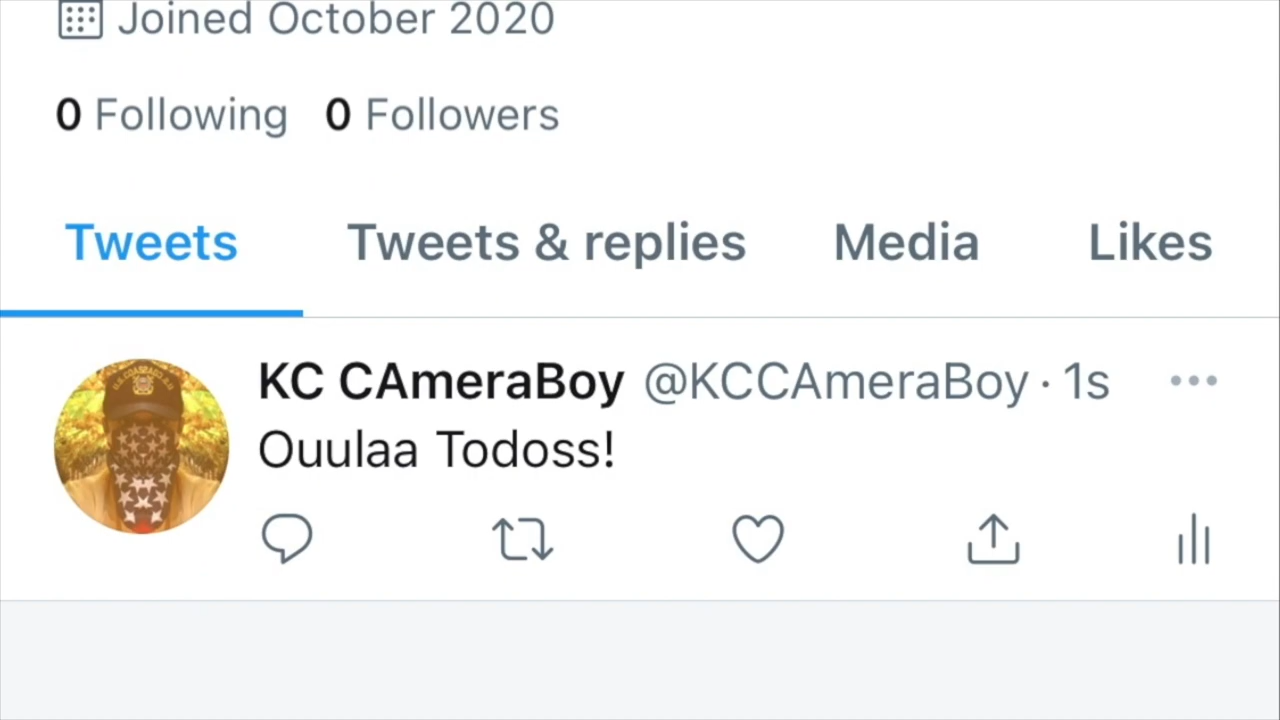 Joined October 2020
0 Following 0 Followers
Tweets Tweets & replies Media Likes
KC CAmeraBoy @KCCAmeraBoy · 1s
Ouulaa Todoss!